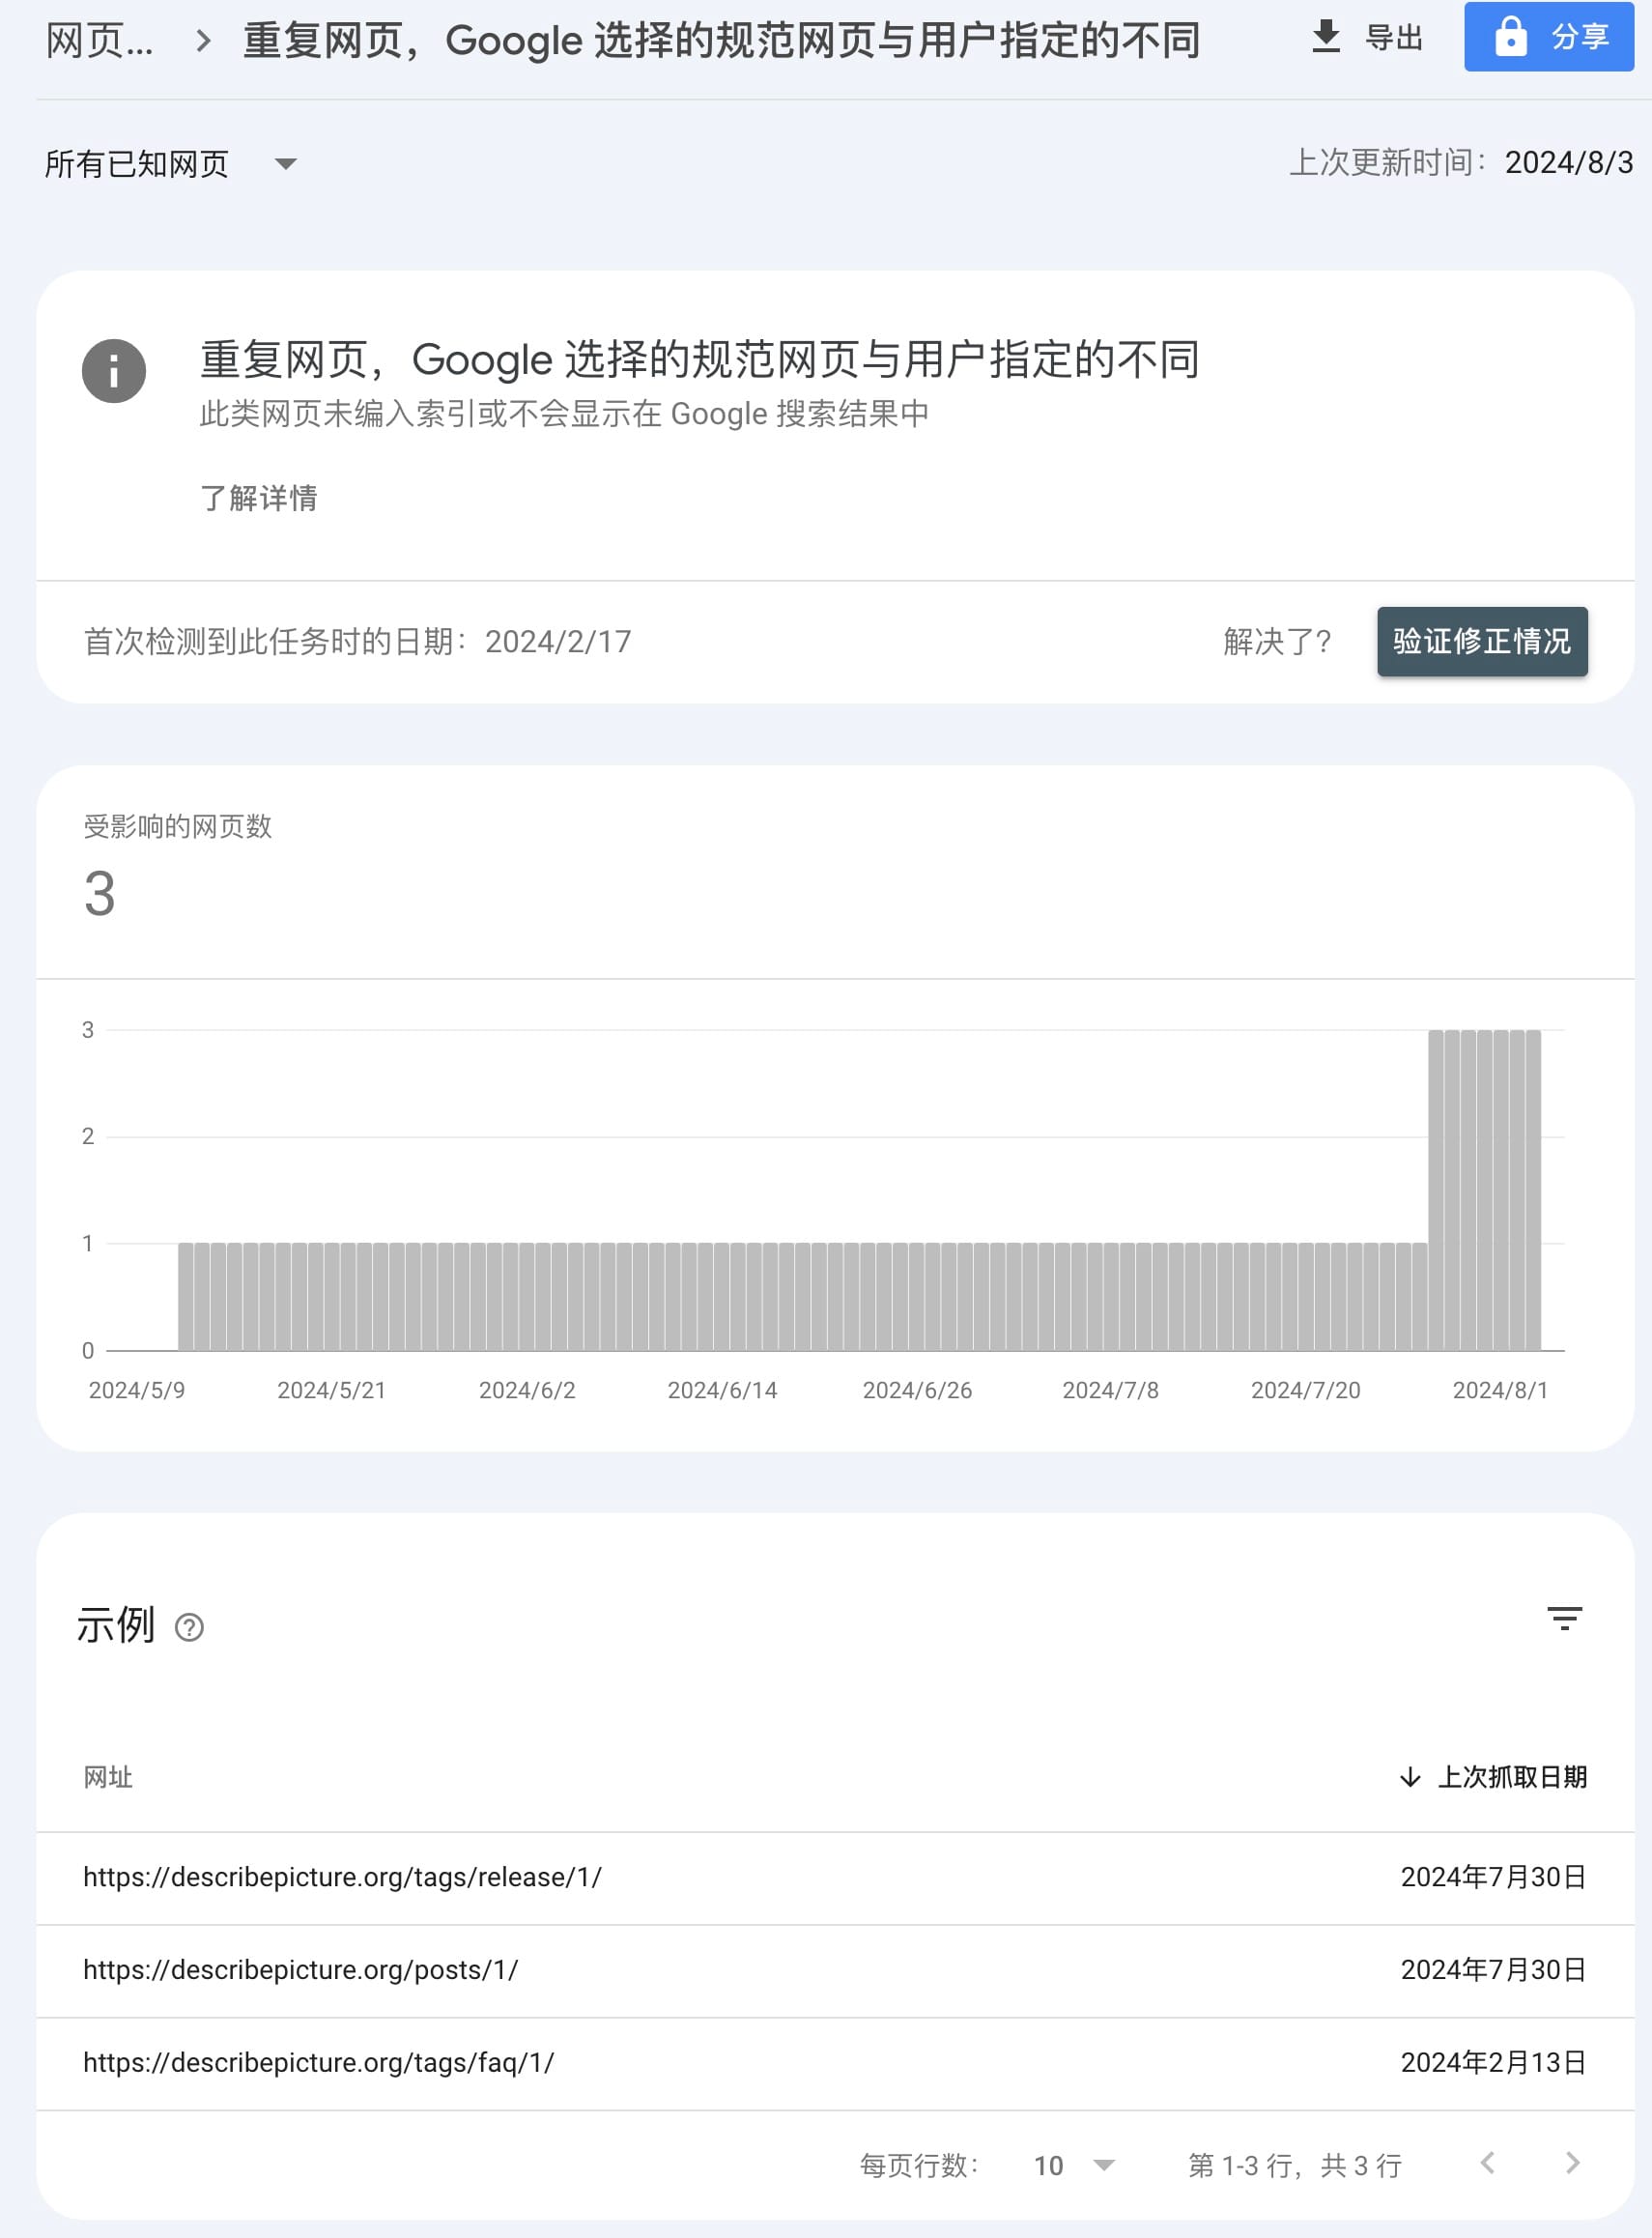 网页... > 重复网页，Google 选择的规范网页与用户指定的不同 导出 分享
所有已知网页 上次更新时间：2024/8/3
重复网页，Google 选择的规范网页与用户指定的不同
此类网页未编入索引或不会显示在 Google 搜索结果中
了解详情
首次检测到此任务时的日期：2024/2/17 解决了? 验证修正情况
受影响的网页数
3
3
2
1
0
2024/5/9 2024/5/21 2024/6/2 2024/6/14 2024/6/26 2024/7/8 2024/7/20 2024/8/1
示例
网址 上次抓取日期
https://describepicture.org/tags/release/1/ 2024年7月30日
https://describepicture.org/posts/1/ 2024年7月30日
https://describepicture.org/tags/faq/1/ 2024年2月13日
每页行数： 10 第 1-3 行，共 3 行